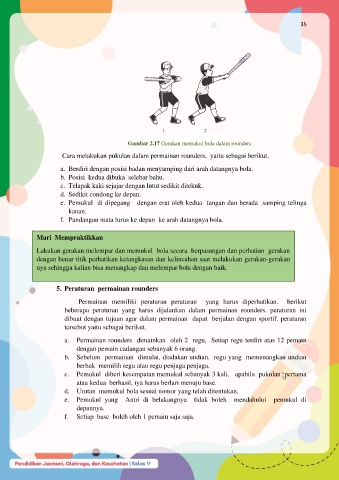 35
1 2
Gambar 2.17 Gerakan memukul bola dalam rounders
Cara melakukan pukulan dalam permainan rounders, yaitu sebagai berikut.
a. Berdiri dengan posisi badan menyamping dari arah datangnya bola.
b. Posisi kedua dibuka selebar bahu.
c. Telapak kaki sejajar dengan lutut sedikit ditekuk.
d. Sedikit condong ke depan.
e. Pemukul di dipegang dengan erat oleh kedua tangan dan berada samping telinga
kanan.
f. Pandangan mata lurus ke depan ke arah datangnya bola.
Mari Mempraktikkan
Lakukan gerakan melempar dan memukul bola secara berpasangan dan perhatian gerakan
dengan benar titik perhatikan ketangkasan dan kelincahan saat melakukan gerakan-gerakan
nya sehingga kalian bisa menangkap dan melempar bola dengan baik.
5. Peraturan permainan rounders
Permainan memiliki peraturan peraturan yang harus diperhatikan. berikut
beberapa peraturan yang harus dijalankan dalam permainan rounders. peraturan ini
dibuat dengan tujuan agar dalam permainan dapat berjalan dengan sportif. peraturan
tersebut yaitu sebagai berikut.
a. Permainan rounders dimainkan oleh 2 regu, Setiap regu terdiri atas 12 pemain
dengan pemain cadangan sebanyak 6 orang.
b. Sebelum permainan dimulai, diadakan undian. regu yang memenangkan undian
berhak memilih regu atau regu penjaga penjaga.
c. Pemukul diberi kesempatan memukul sebanyak 3 kali, apabila pukulan pertama
atau kedua berhasil, iya harus berlari menuju base.
d. Urutan memukul bola sesuai nomor yang telah ditentukan.
e. Pemukul yang Antri di belakangnya tidak boleh mendahului pemukul di
depannya.
f. Setiap base boleh oleh 1 pemain saja saja.
Pendidikan Jasmani, Olahraga, dan Kesehatan | Kelas V